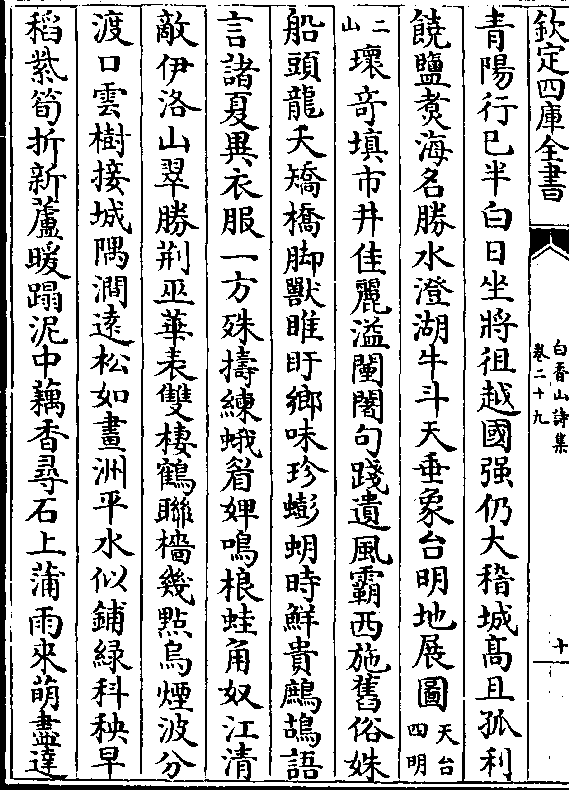 欽定四庫全書
白香山詩集
卷二十九
十
青陽行已半白日坐將徂越國强仍大稽城髙且孤利
饒鹽煑海名勝水澄湖牛斗天垂象台明地展圖天台四明
二山瓌竒填市井佳麗溢闉闍句踐遺風霸西施舊俗姝
船頭龍夭矯橋脚獸睢盱鄉味珍蟛蚏時鮮貴鷓鴣語
言諸夏異衣服一方殊擣練蛾眉婢鳴桹蛙角奴江清
敵伊洛山翠勝荆巫華表雙棲鶴聯檣幾點烏煙波分
渡口雲樹接城隅澗逺松如畫洲平水似鋪緑科秧早
稻紫筍折新蘆暖蹋泥中藕香尋石上蒲雨來萌盡達